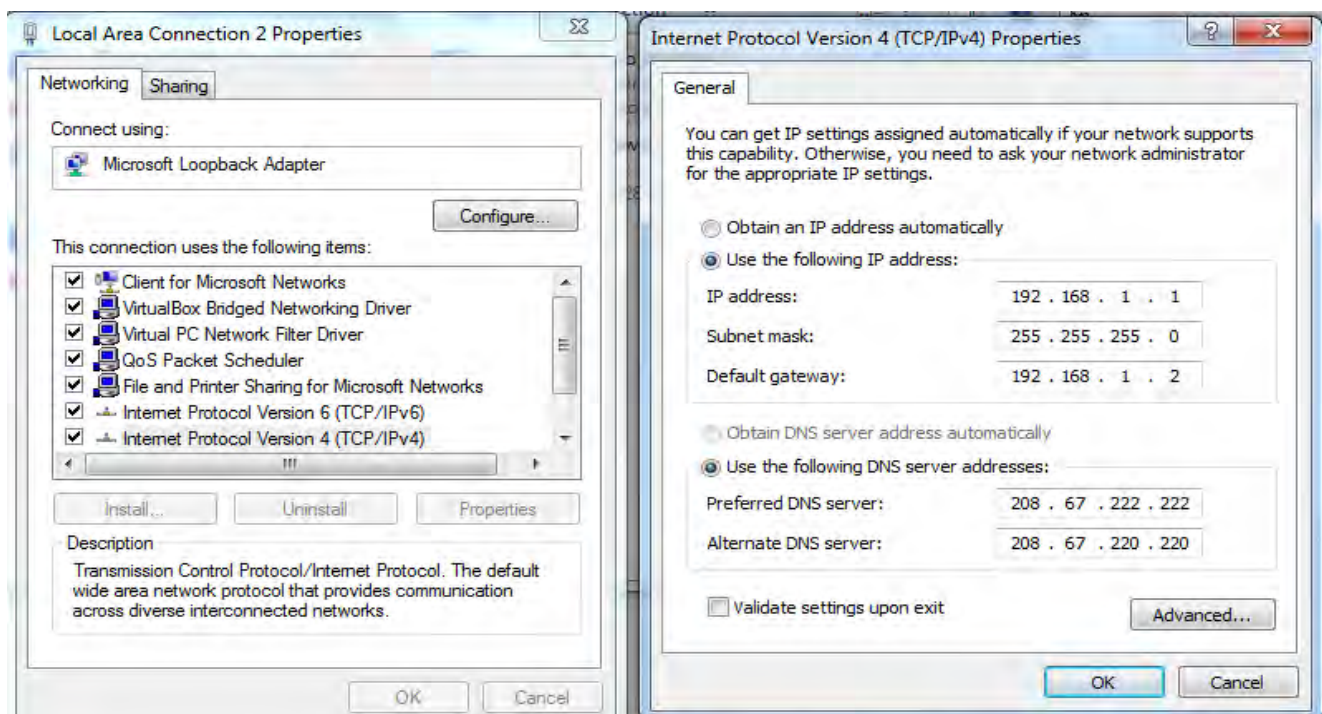 Local Area Connection 2 Properties
Networking
Sharing
Connect using:
Microsoft Loopback Adapter
Configure...
This connection uses the following items:
Client for Microsoft Networks
VirtualBox Bridged Networking Driver
Virtual PC Network Filter Driver
QoS Packet Scheduler
File and Printer Sharing for Microsoft Networks
Internet Protocol Version 6 (TCP/IPv6)
Internet Protocol Version 4 (TCP/IPv4)
Install... Uninstall Properties
Description
Transmission Control Protocol/Internet Protocol. The default
wide area network protocol that provides communication
across diverse interconnected networks.
OK Cancel
Internet Protocol Version 4 (TCP/IPv4) Properties
General
You can get IP settings assigned automatically if your network supports
this capability. Otherwise, you need to ask your network administrator
for the appropriate IP settings.
Obtain an IP address automatically
Use the following IP address:
IP address: 192 . 168 . 1 . 1
Subnet mask: 255 . 255 . 255 . 0
Default gateway: 192 . 168 . 1 . 2
Obtain DNS server address automatically
Use the following DNS server addresses:
Preferred DNS server: 208 . 67 . 222 . 222
Alternate DNS server: 208 . 67 . 220 . 220
Validate settings upon exit
Advanced...
OK Cancel